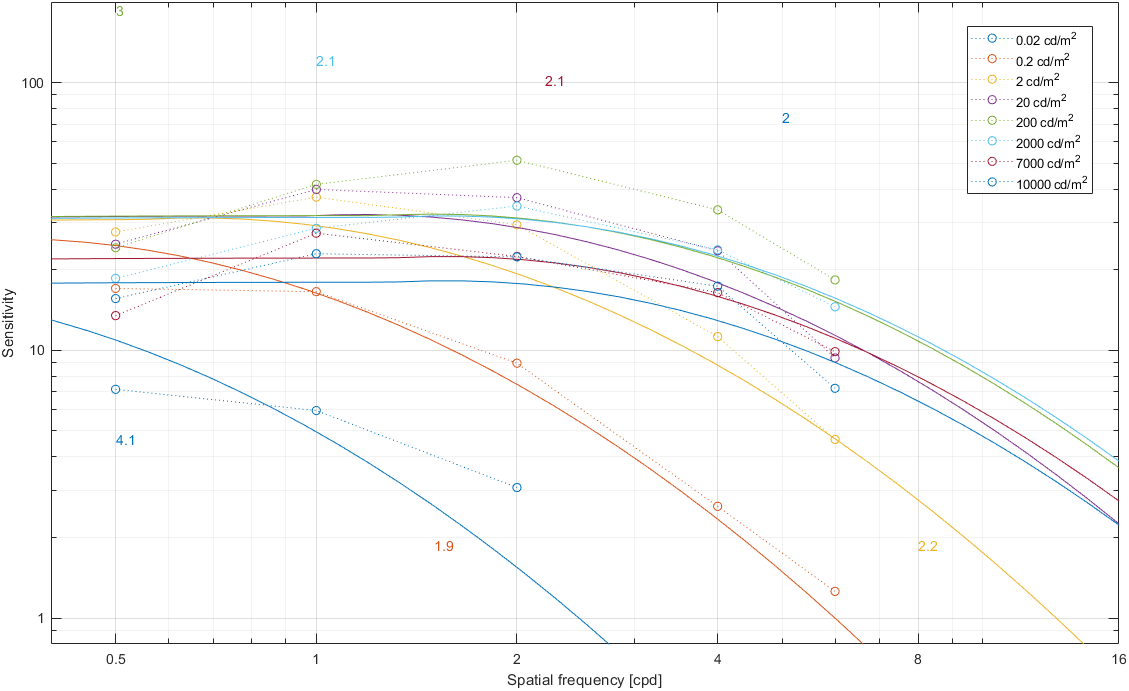 3
2.1
2.1
2
0.02 cd/m²
0.2 cd/m²
2 cd/m²
20 cd/m²
200 cd/m²
2000 cd/m²
7000 cd/m²
10000 cd/m²
100
10
1
Sensitivity
4.1
1.9
2.2
0.5 1 2 4 8 16
Spatial frequency [cpd]